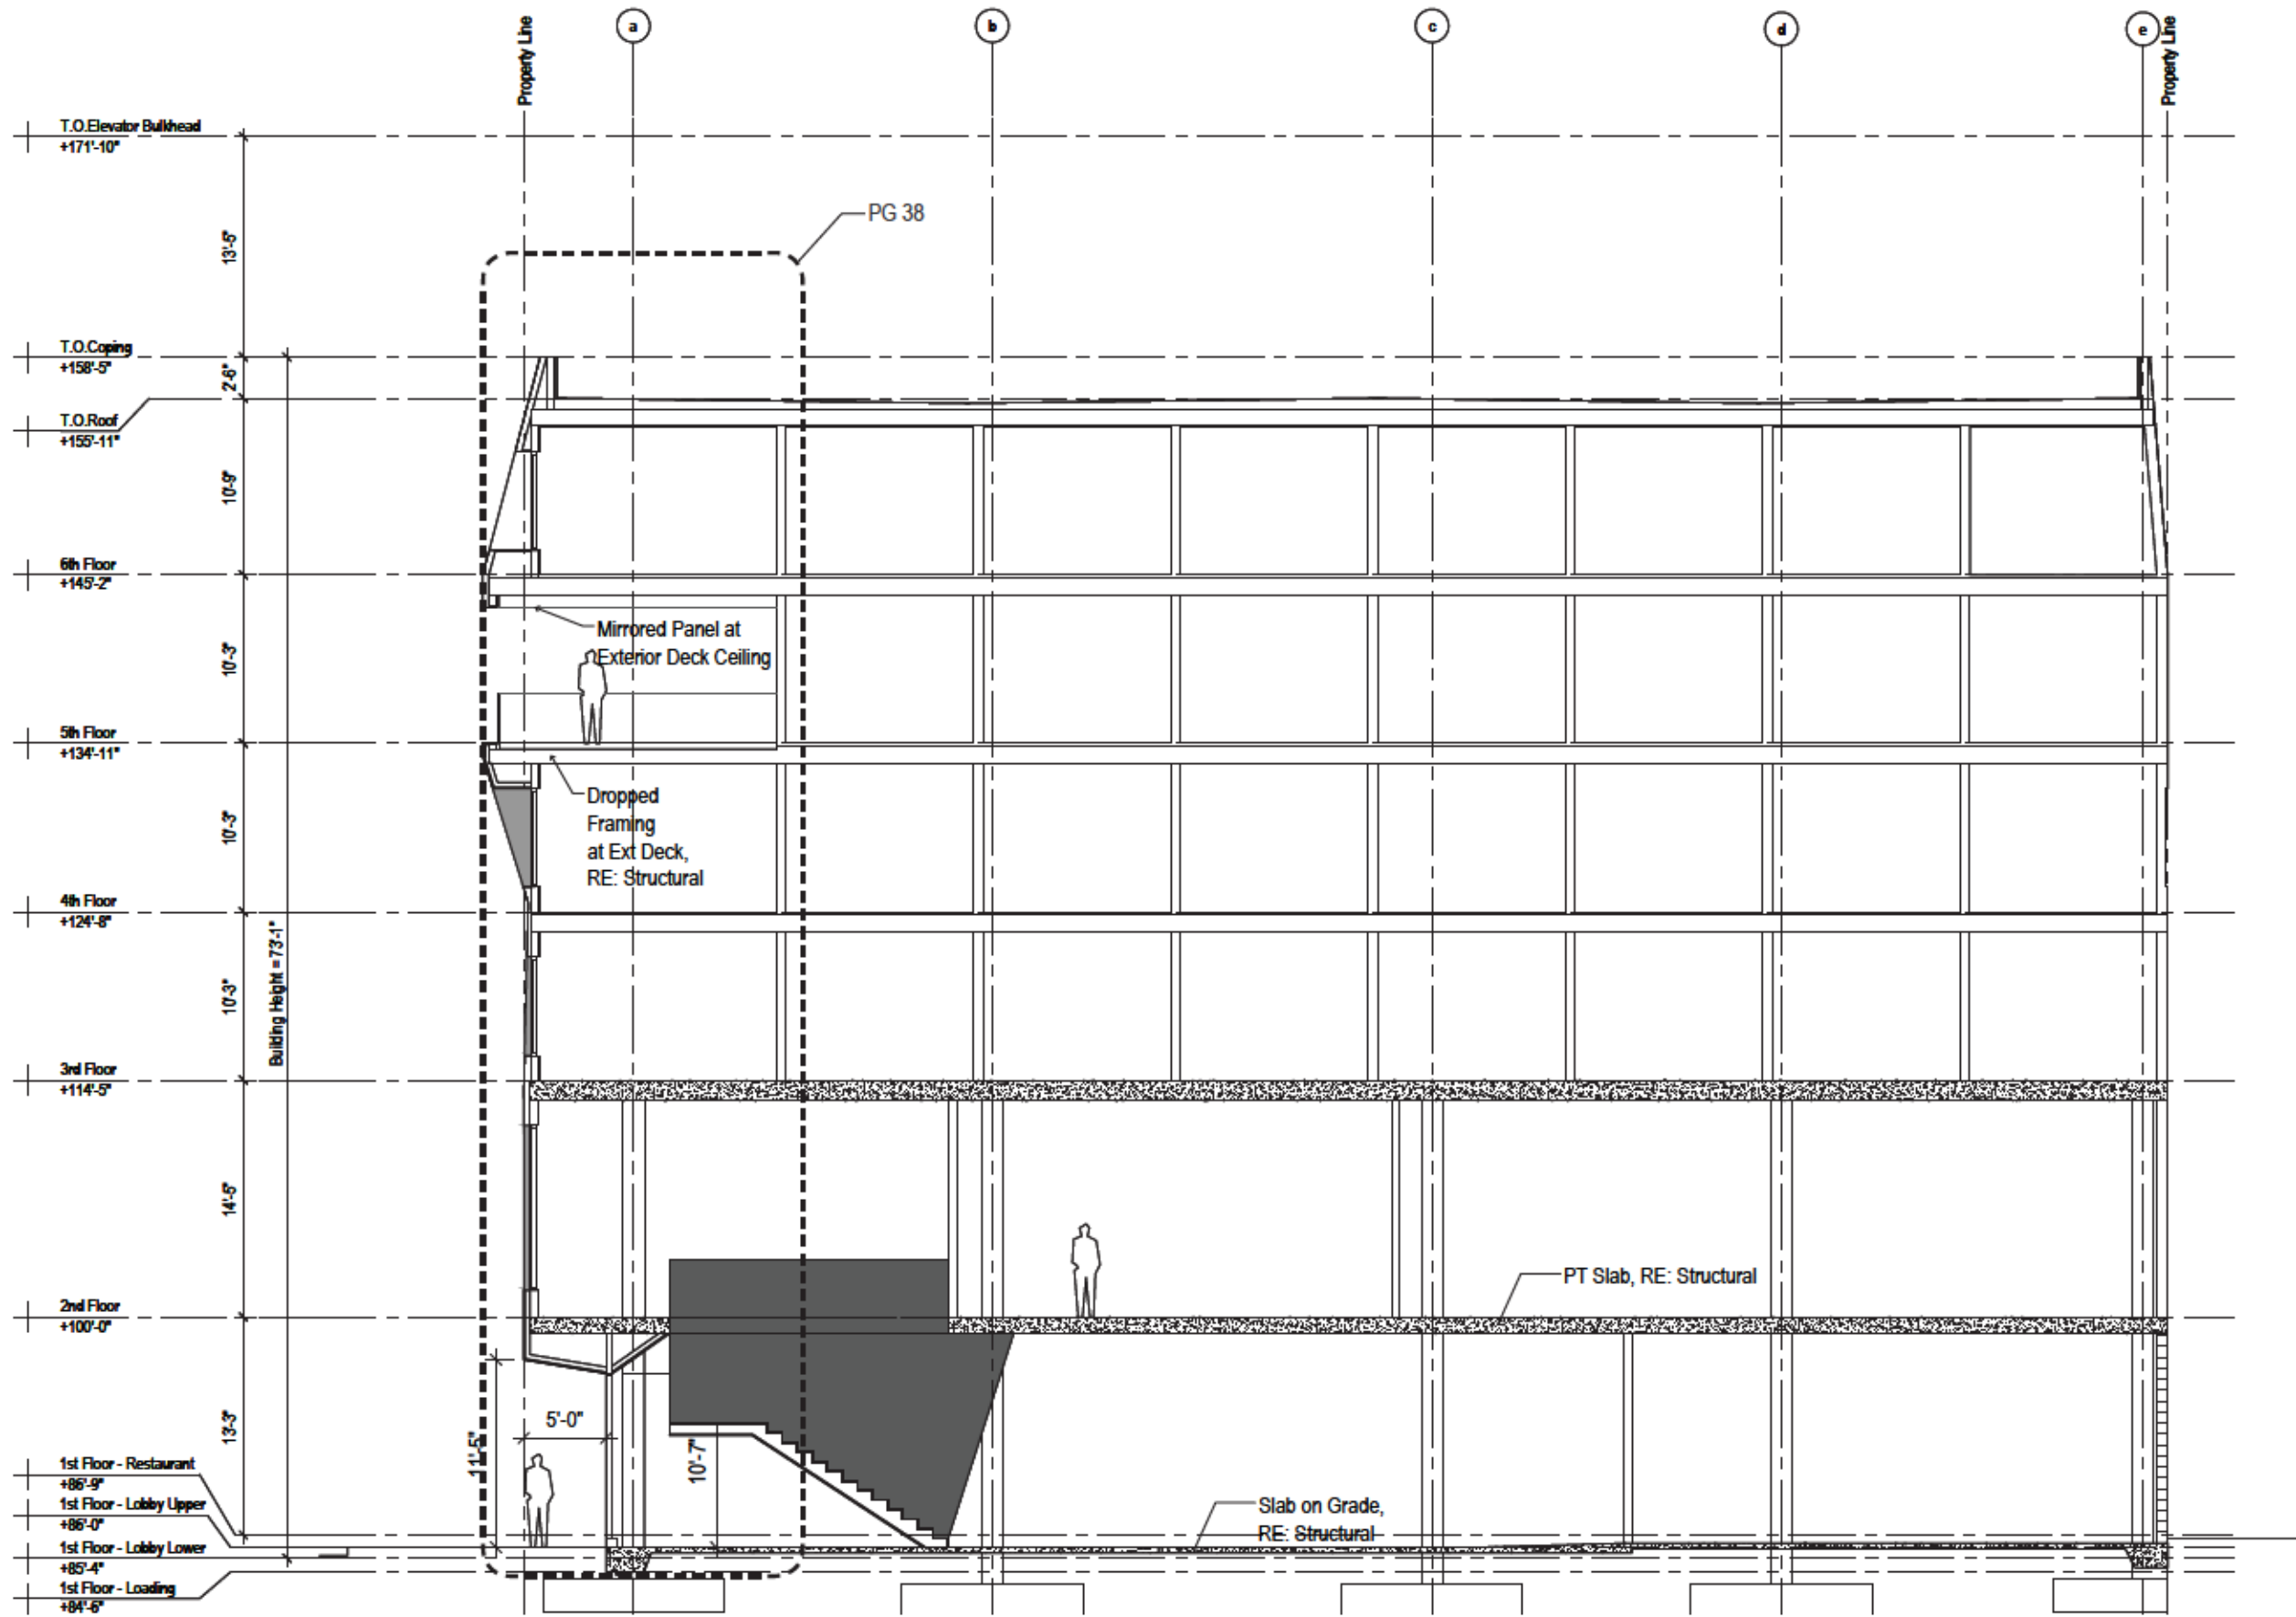 Property Line
a
b
c
d
e
Property Line
T.O.Elevator Bulkhead
+171'-10"
13'-5"
PG 38
T.O.Coping
+158'-5"
2'-6"
T.O.Roof
+155'-11"
10'-9"
6th Floor
+145'-2"
Mirrored Panel at
Exterior Deck Ceiling
10'-3"
5th Floor
+134'-11"
Dropped
Framing
at Ext Deck,
RE: Structural
10'-3"
4th Floor
+124'-8"
Building Height = 73'-1"
10'-3"
3rd Floor
+114'-5"
14'-5"
PT Slab, RE: Structural
2nd Floor
+100'-0"
5'-0"
13'-3"
11'-5"
10'-7"
1st Floor - Restaurant
+86'-9"
1st Floor - Lobby Upper
+86'-0"
Slab on Grade,
RE: Structural
1st Floor - Lobby Lower
+85'-4"
1st Floor - Loading
+84'-6"